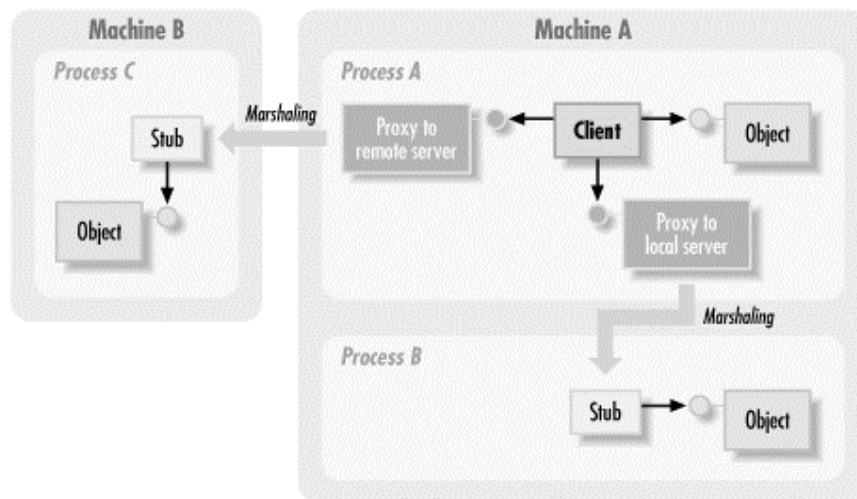 Machine B
Machine A
Process C
Process A
Marshaling
Stub
Proxy to
remote server
Client
Object
Object
Proxy to
local server
Marshaling
Process B
Stub
Object